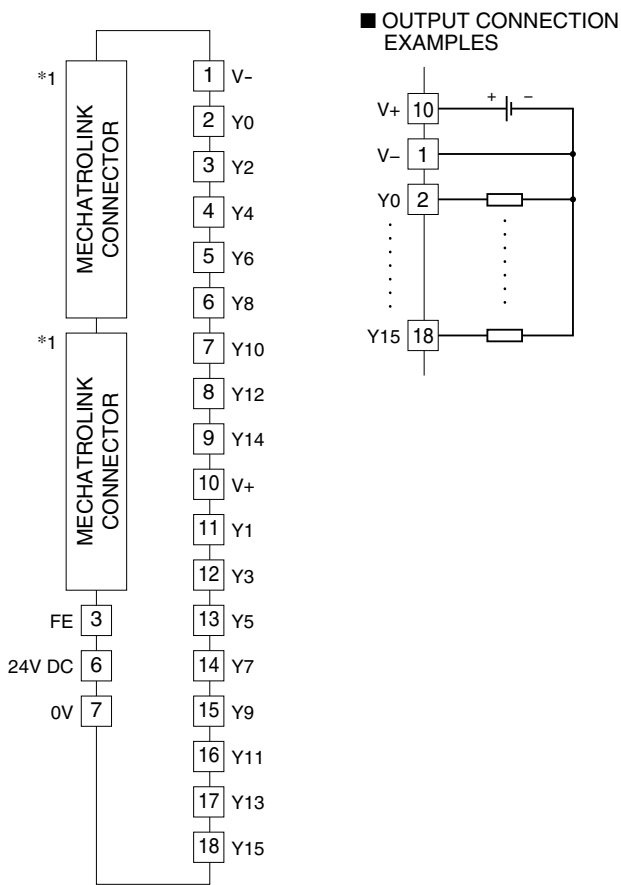 *1
MECHATROLINK
CONNECTOR
*1
MECHATROLINK
CONNECTOR
FE 3
24V DC 6
0V 7
1 V−
2 Y0
3 Y2
4 Y4
5 Y6
6 Y8
7 Y10
8 Y12
9 Y14
10 V+
11 Y1
12 Y3
13 Y5
14 Y7
15 Y9
16 Y11
17 Y13
18 Y15
■ OUTPUT CONNECTION
EXAMPLES
V+ 10 + −
V− 1
Y0 2
Y15 18